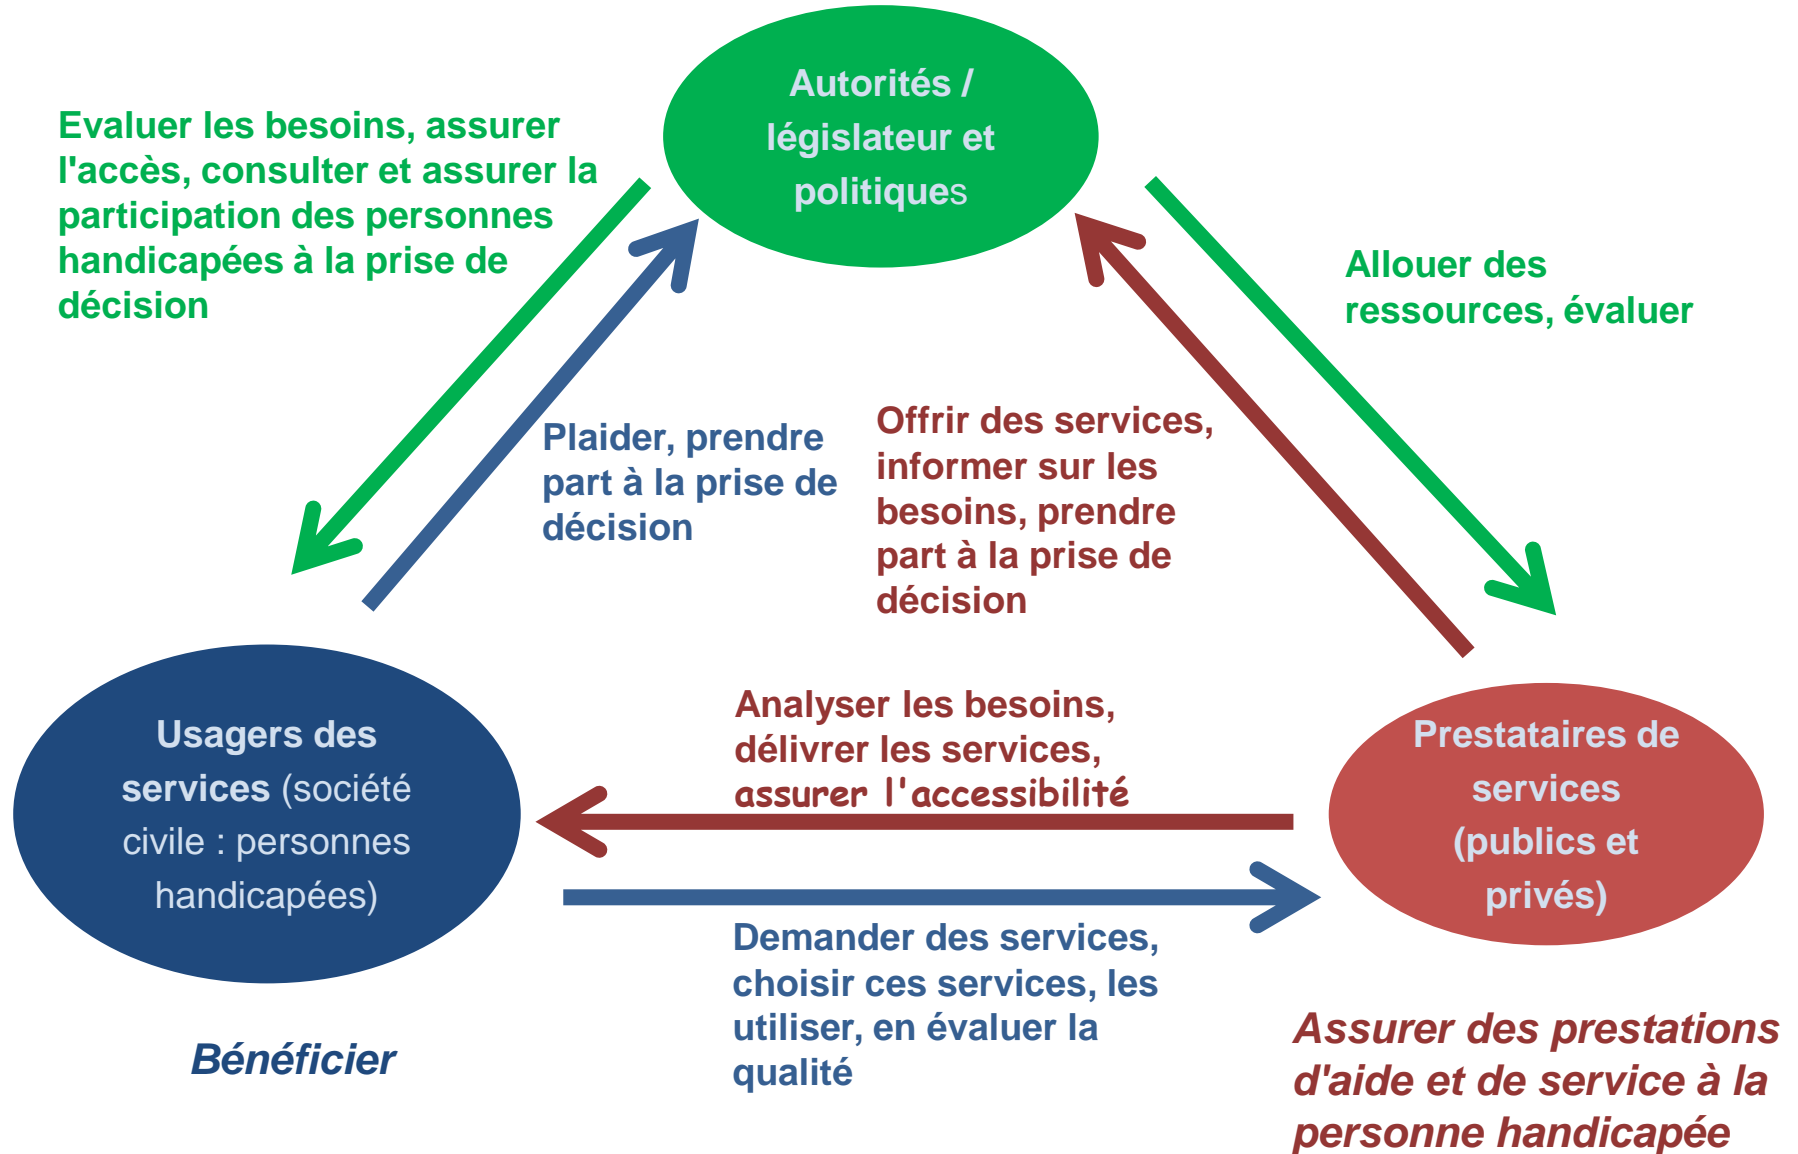 Autorités /
législateur et
politiques
Evaluer les besoins, assurer
l'accès, consulter et assurer la
participation des personnes
handicapées à la prise de
décision
Allouer des
ressources, évaluer
Plaider, prendre
part à la prise de
décision
Offrir des services,
informer sur les
besoins, prendre
part à la prise de
décision
Usagers des
services (société
civile : personnes
handicapées)
Analyser les besoins,
délivrer les services,
assurer l'accessibilité
Prestataires de
services
(publics et
privés)
Demander des services,
choisir ces services, les
utiliser, en évaluer la
qualité
Bénéficier
Assurer des prestations
d'aide et de service à la
personne handicapée